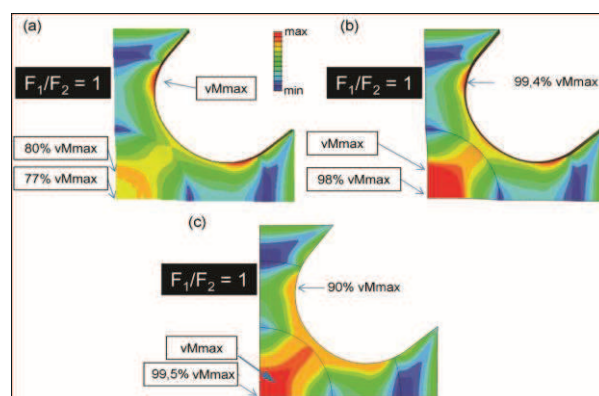 (a)
max
min
F1/F2 = 1
vMmax
80% vMmax
77% vMmax
(b)
F1/F2 = 1
99,4% vMmax
vMmax
98% vMmax
(c)
F1/F2 = 1
90% vMmax
vMmax
99,5% vMmax